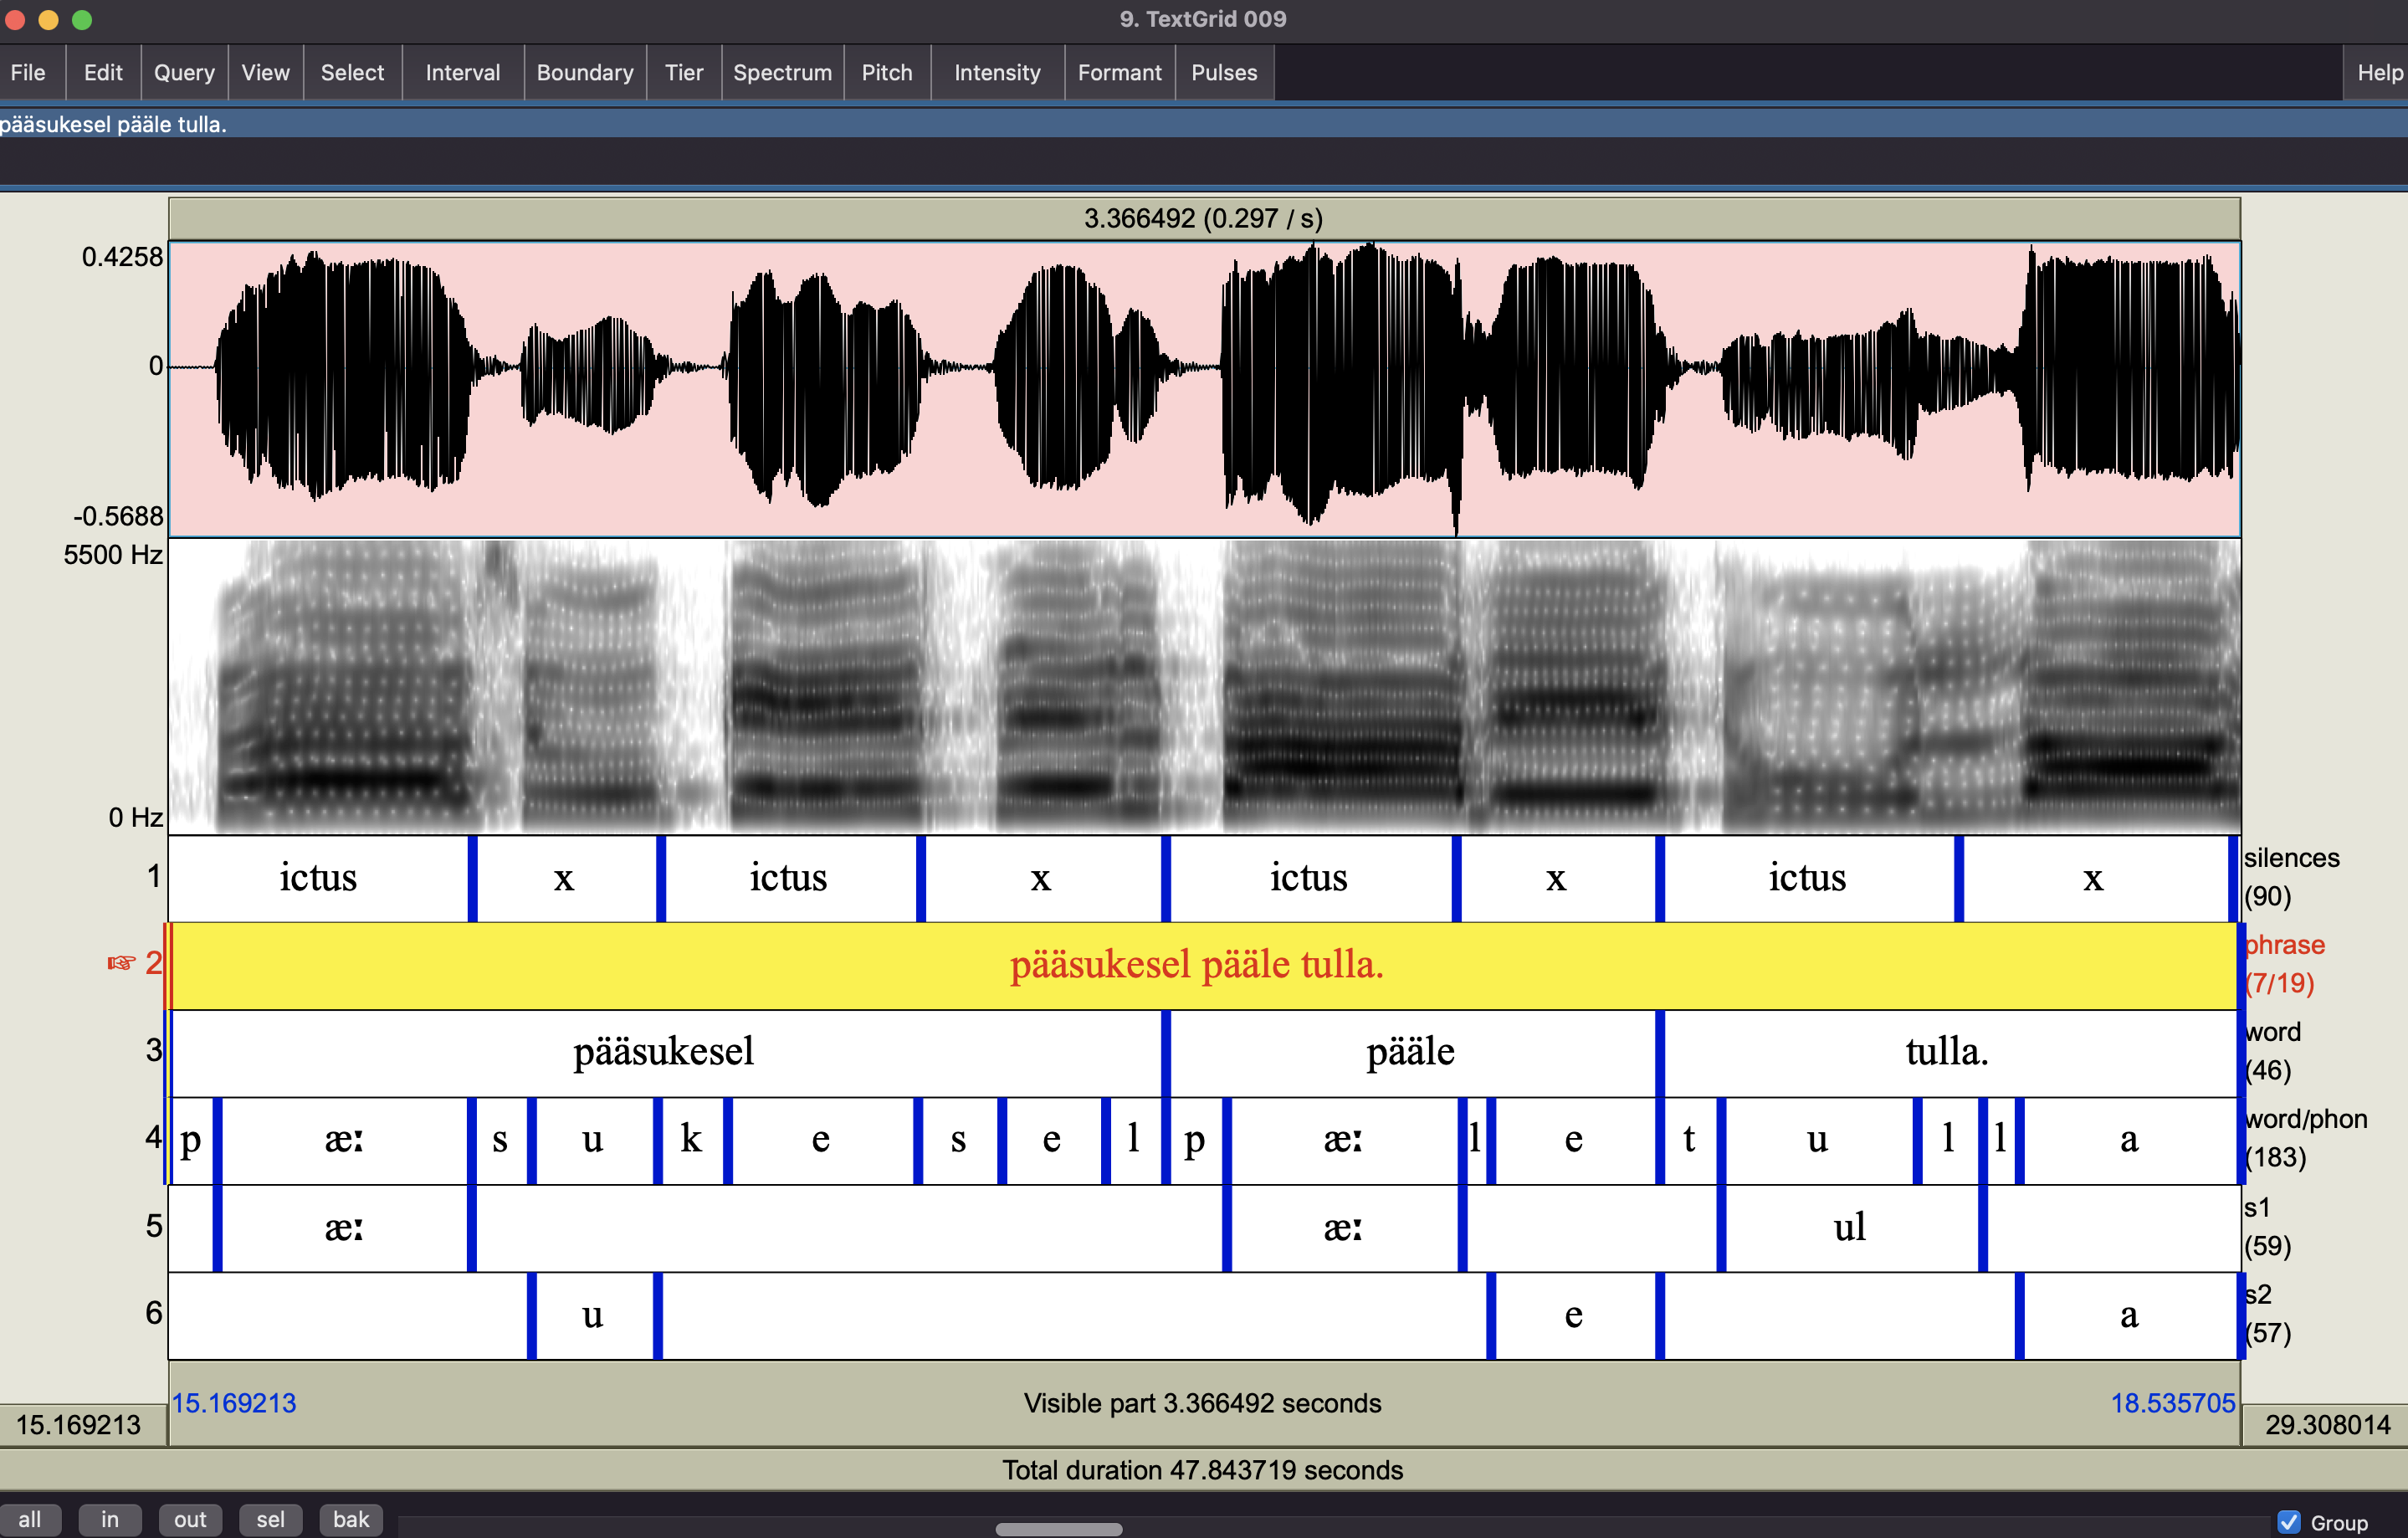 9. TextGrid 009
File Edit Query View Select Interval Boundary Tier Spectrum Pitch Intensity Formant Pulses Help
pääsukesel pääle tulla.
3.366492 (0.297 / s)
0.4258
0
-0.5688
5500 Hz
0 Hz
1 ictus x ictus x ictus x ictus x silences (90)
☞ 2 pääsukesel pääle tulla. phrase (7/19)
3 pääsukesel pääle tulla. word (46)
4 p æː s u k e s e l p æː l e t u l l a word/phon (183)
5 æː æː ul s1 (59)
6 u e a s2 (57)
15.169213 Visible part 3.366492 seconds 18.535705
15.169213 29.308014
Total duration 47.843719 seconds
all in out sel bak Group